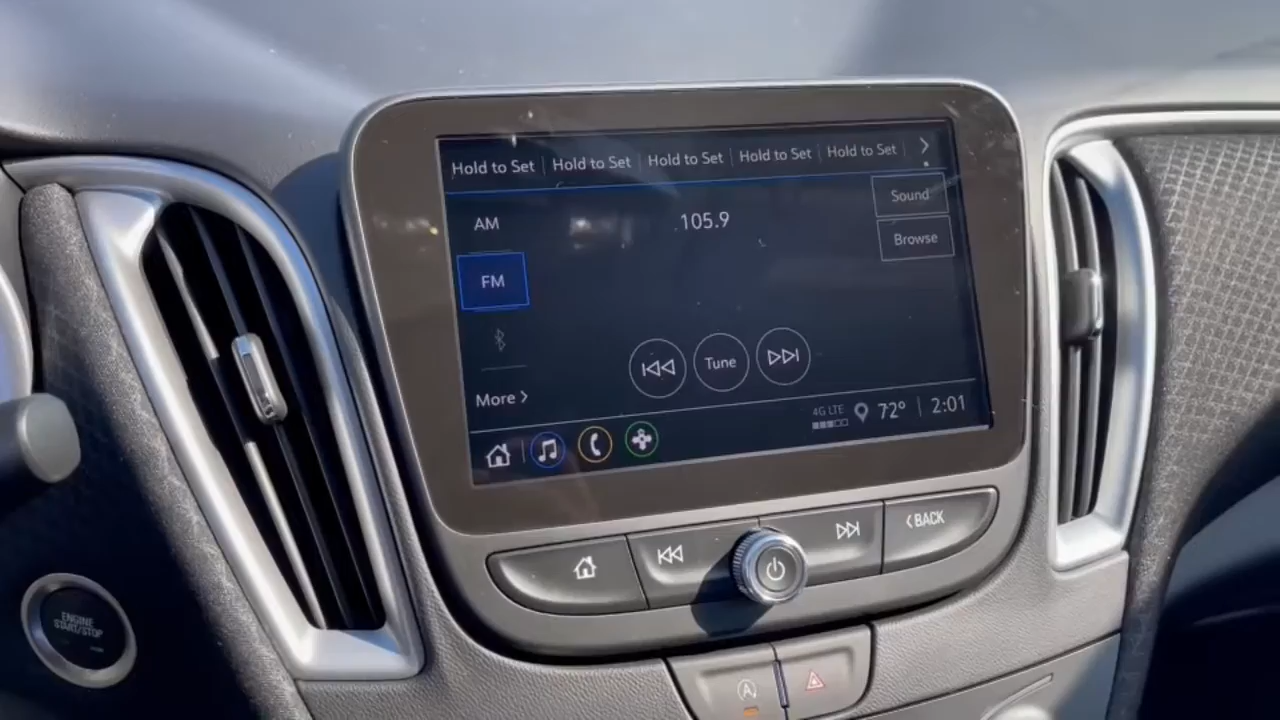 Hold to Set Hold to Set Hold to Set Hold to Set Hold to Set >
AM 105.9 Sound
Browse
FM
Tune
More >
4G LTE 72° 2:01
< BACK
ENGINE
START/STOP
A